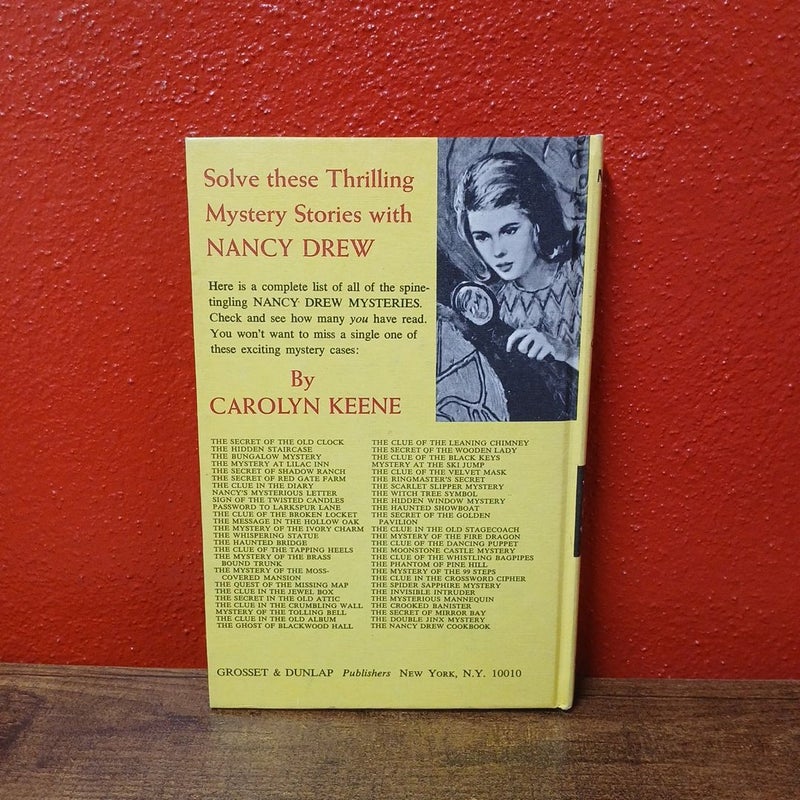 Solve these Thrilling
Mystery Stories with
NANCY DREW
Here is a complete list of all of the spine-
tingling NANCY DREW MYSTERIES.
Check and see how many you have read.
You won't want to miss a single one of
these exciting mystery cases:
By
CAROLYN KEENE
THE SECRET OF THE OLD CLOCK
THE HIDDEN STAIRCASE
THE BUNGALOW MYSTERY
THE MYSTERY AT LILAC INN
THE SECRET OF SHADOW RANCH
THE SECRET OF RED GATE FARM
THE CLUE IN THE DIARY
NANCY'S MYSTERIOUS LETTER
SIGN OF THE TWISTED CANDLES
PASSWORD TO LARKSPUR LANE
THE CLUE OF THE BROKEN LOCKET
THE MESSAGE IN THE HOLLOW OAK
THE MYSTERY OF THE IVORY CHARM
THE WHISPERING STATUE
THE HAUNTED BRIDGE
THE CLUE OF THE TAPPING HEELS
THE MYSTERY OF THE BRASS
BOUND TRUNK
THE MYSTERY OF THE MOSS-
COVERED MANSION
THE QUEST OF THE MISSING MAP
THE CLUE IN THE JEWEL BOX
THE SECRET IN THE OLD ATTIC
THE CLUE IN THE CRUMBLING WALL
MYSTERY OF THE TOLLING BELL
THE CLUE IN THE OLD ALBUM
THE GHOST OF BLACKWOOD HALL
THE CLUE OF THE LEANING CHIMNEY
THE SECRET OF THE WOODEN LADY
THE CLUE OF THE BLACK KEYS
MYSTERY AT THE SKI JUMP
THE CLUE OF THE VELVET MASK
THE RINGMASTER'S SECRET
THE SCARLET SLIPPER MYSTERY
THE WITCH TREE SYMBOL
THE HIDDEN WINDOW MYSTERY
THE HAUNTED SHOWBOAT
THE SECRET OF THE GOLDEN
PAVILION
THE CLUE IN THE OLD STAGECOACH
THE MYSTERY OF THE FIRE DRAGON
THE CLUE OF THE DANCING PUPPET
THE MOONSTONE CASTLE MYSTERY
THE CLUE OF THE WHISTLING BAGPIPES
THE PHANTOM OF PINE HILL
THE MYSTERY OF THE 99 STEPS
THE CLUE IN THE CROSSWORD CIPHER
THE SPIDER SAPPHIRE MYSTERY
THE INVISIBLE INTRUDER
THE MYSTERIOUS MANNEQUIN
THE CROOKED BANISTER
THE SECRET OF MIRROR BAY
THE DOUBLE JINX MYSTERY
THE NANCY DREW COOKBOOK
GROSSET & DUNLAP Publishers NEW YORK, N.Y. 10010